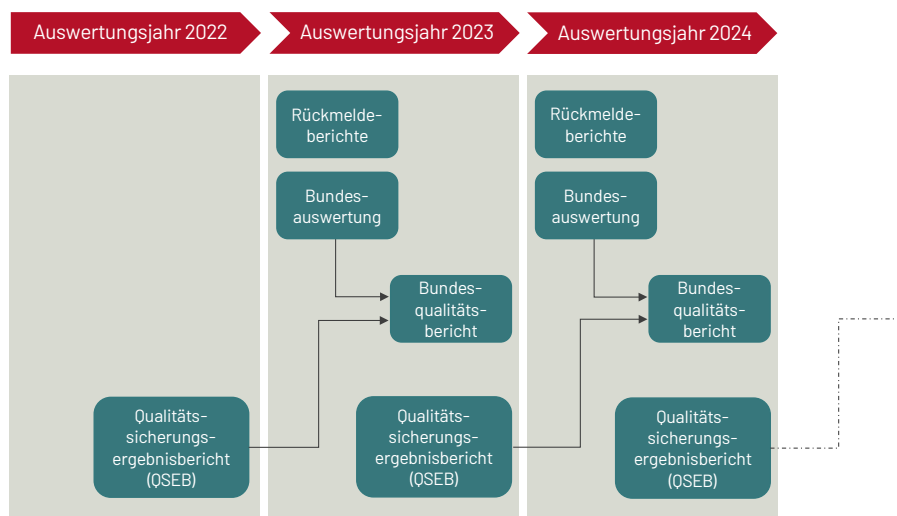 Auswertungsjahr 2022
Auswertungsjahr 2023
Auswertungsjahr 2024
Rückmelde-
berichte
Rückmelde-
berichte
Bundes-
auswertung
Bundes-
auswertung
Bundes-
qualitäts-
bericht
Bundes-
qualitäts-
bericht
Qualitäts-
sicherungs-
ergebnisbericht
(QSEB)
Qualitäts-
sicherungs-
ergebnisbericht
(QSEB)
Qualitäts-
sicherungs-
ergebnisbericht
(QSEB)